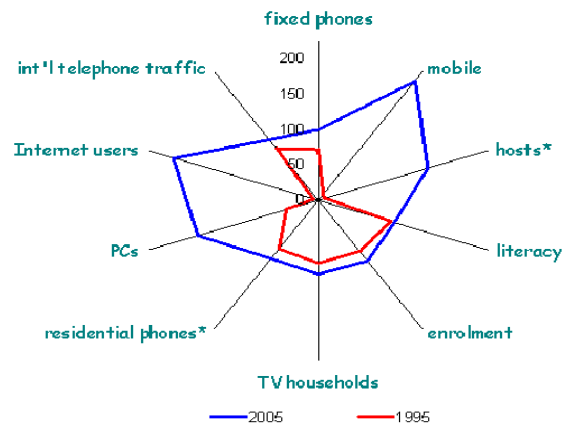 fixed phones
int'l telephone traffic
mobile
200
150
100
50
0
Internet users
hosts*
PCs
literacy
residential phones*
enrolment
TV households
2005
1995